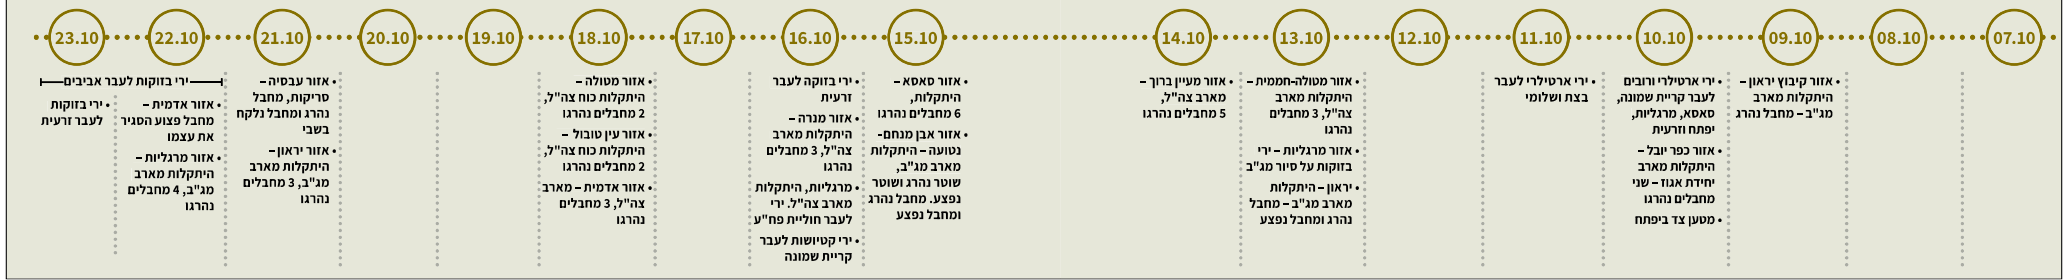 07.10
08.10
09.10
• אזור קיבוץ יראון –
היתקלות מארב
מג"ב – מחבל נהרג
10.10
• ירי ארטילרי ורובים
לעבר קריית שמונה,
סאסא, מרגליות,
יפתח וזרעית
• אזור כפר יובל –
היתקלות מארב
יחידת אגוז – שני
מחבלים נהרגו
• מטען צד ביפתח
11.10
• ירי ארטילרי לעבר
בצת ושלומי
12.10
13.10
• אזור מטולה-חממית –
היתקלות מארב
צה"ל, 3 מחבלים
נהרגו
• אזור מרגליות – ירי
בזוקות על סיור מג"ב
• יראון – היתקלות
מארב מג"ב – מחבל
נהרג ומחבל נפצע
14.10
• אזור מעיין ברוך –
מארב צה"ל,
5 מחבלים נהרגו
15.10
• אזור סאסא –
היתקלות,
6 מחבלים נהרגו
• אזור אבן מנחם-
נטועה – היתקלות
מארב מג"ב,
שוטר נהרג ושוטר
נפצע. מחבל נהרג
ומחבל נפצע
16.10
• ירי בזוקה לעבר
זרעית
• אזור מנרה –
היתקלות מארב
צה"ל, 3 מחבלים
נהרגו
• מרגליות, היתקלות
מארב צה"ל. ירי
לעבר חוליית פח"ע
• ירי קטיושות לעבר
קריית שמונה
17.10
18.10
• אזור מטולה –
היתקלות כוח צה"ל,
2 מחבלים נהרגו
• אזור עין טובול –
היתקלות כוח צה"ל,
2 מחבלים נהרגו
• אזור אדמית – מארב
צה"ל, 3 מחבלים
נהרגו
19.10
20.10
21.10
• אזור עבסיה –
סריקות, מחבל
נהרג ומחבל נלקח
בשבי
• אזור יראון –
היתקלות מארב
מג"ב, 3 מחבלים
נהרגו
22.10
23.10
ירי בזוקות לעבר אביבים
• אזור אדמית –
מחבל פצוע הסגיר
את עצמו
• אזור מרגליות –
היתקלות מארב
מג"ב, 4 מחבלים
נהרגו
• ירי בזוקות
לעבר זרעית